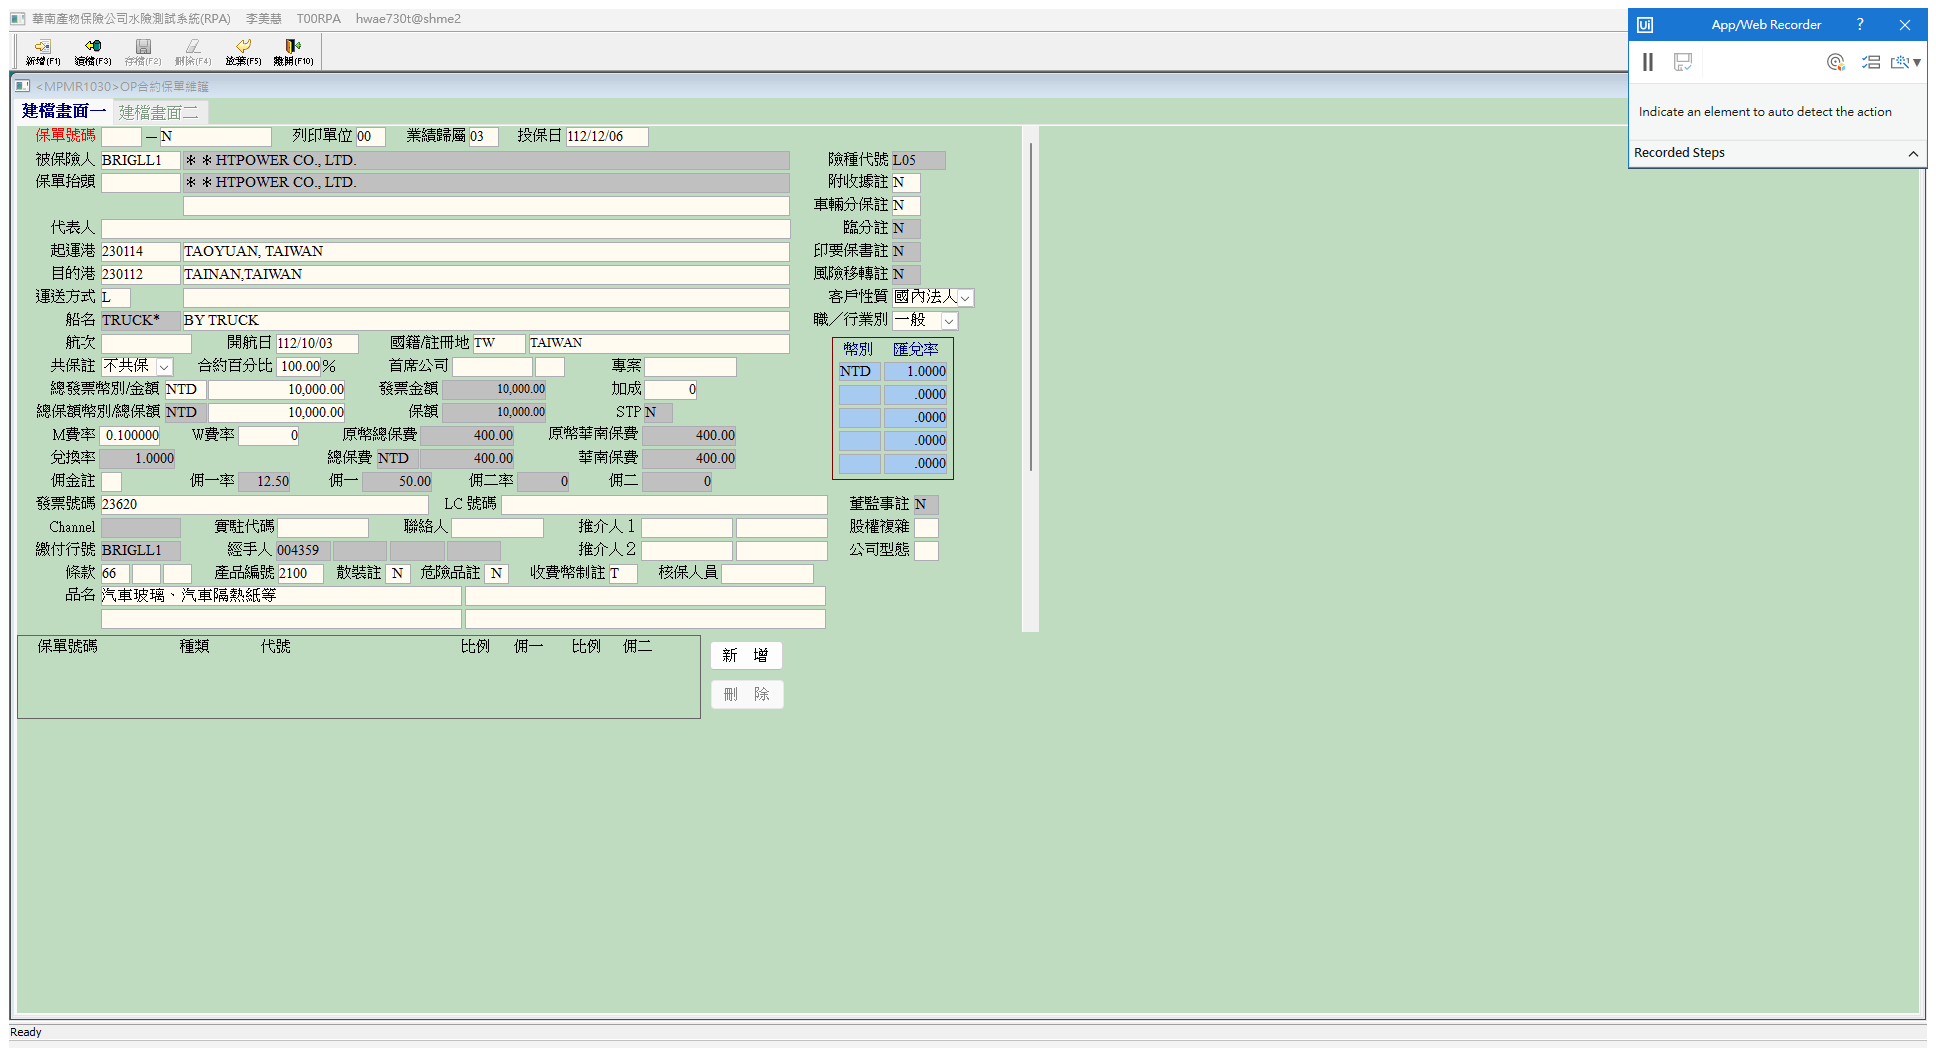 華南產物保險公司水險測試系統(RPA) 李美慧 T00RPA hwae730t@shme2
新增(F1) 讀檔(F3) 存檔(F2) 刪除(F4) 放棄(F5) 離開(F10)
<MPMR1030>OP合約保單維護
建檔畫面一 建檔畫面二
保單號碼 — N 列印單位 00 業績歸屬 03 投保日 112/12/06
被保險人 BRIGLL1 ＊＊HTPOWER CO., LTD. 險種代號 L05
保單抬頭 ＊＊HTPOWER CO., LTD. 附收據註 N
車輛分保註 N
代表人 臨分註 N
起運港 230114 TAOYUAN, TAIWAN 印要保書註 N
目的港 230112 TAINAN,TAIWAN 風險移轉註 N
運送方式 L 客戶性質 國內法人
船名 TRUCK* BY TRUCK 職／行業別 一般
航次 開航日 112/10/03 國籍/註冊地 TW TAIWAN
共保註 不共保 合約百分比 100.00 % 首席公司 專案
總發票幣別/金額 NTD 10,000.00 發票金額 10,000.00 加成 0
總保額幣別/總保額 NTD 10,000.00 保額 10,000.00 STP N
M費率 0.100000 W費率 0 原幣總保費 400.00 原幣華南保費 400.00
兌換率 1.0000 總保費 NTD 400.00 華南保費 400.00
佣金註 佣一率 12.50 佣一 50.00 佣二率 0 佣二 0
幣別 匯兌率
NTD 1.0000
.0000
.0000
.0000
.0000
發票號碼 23620 LC 號碼 董監事註 N
Channel 實駐代碼 聯絡人 推介人１ 股權複雜
繳付行號 BRIGLL1 經手人 004359 推介人２ 公司型態
條款 66 產品編號 2100 散裝註 N 危險品註 N 收費幣制註 T 核保人員
品名 汽車玻璃、汽車隔熱紙等
保單號碼 種類 代號 比例 佣一 比例 佣二
新 增
刪 除
Ready
Ui App/Web Recorder ?
Indicate an element to auto detect the action
Recorded Steps